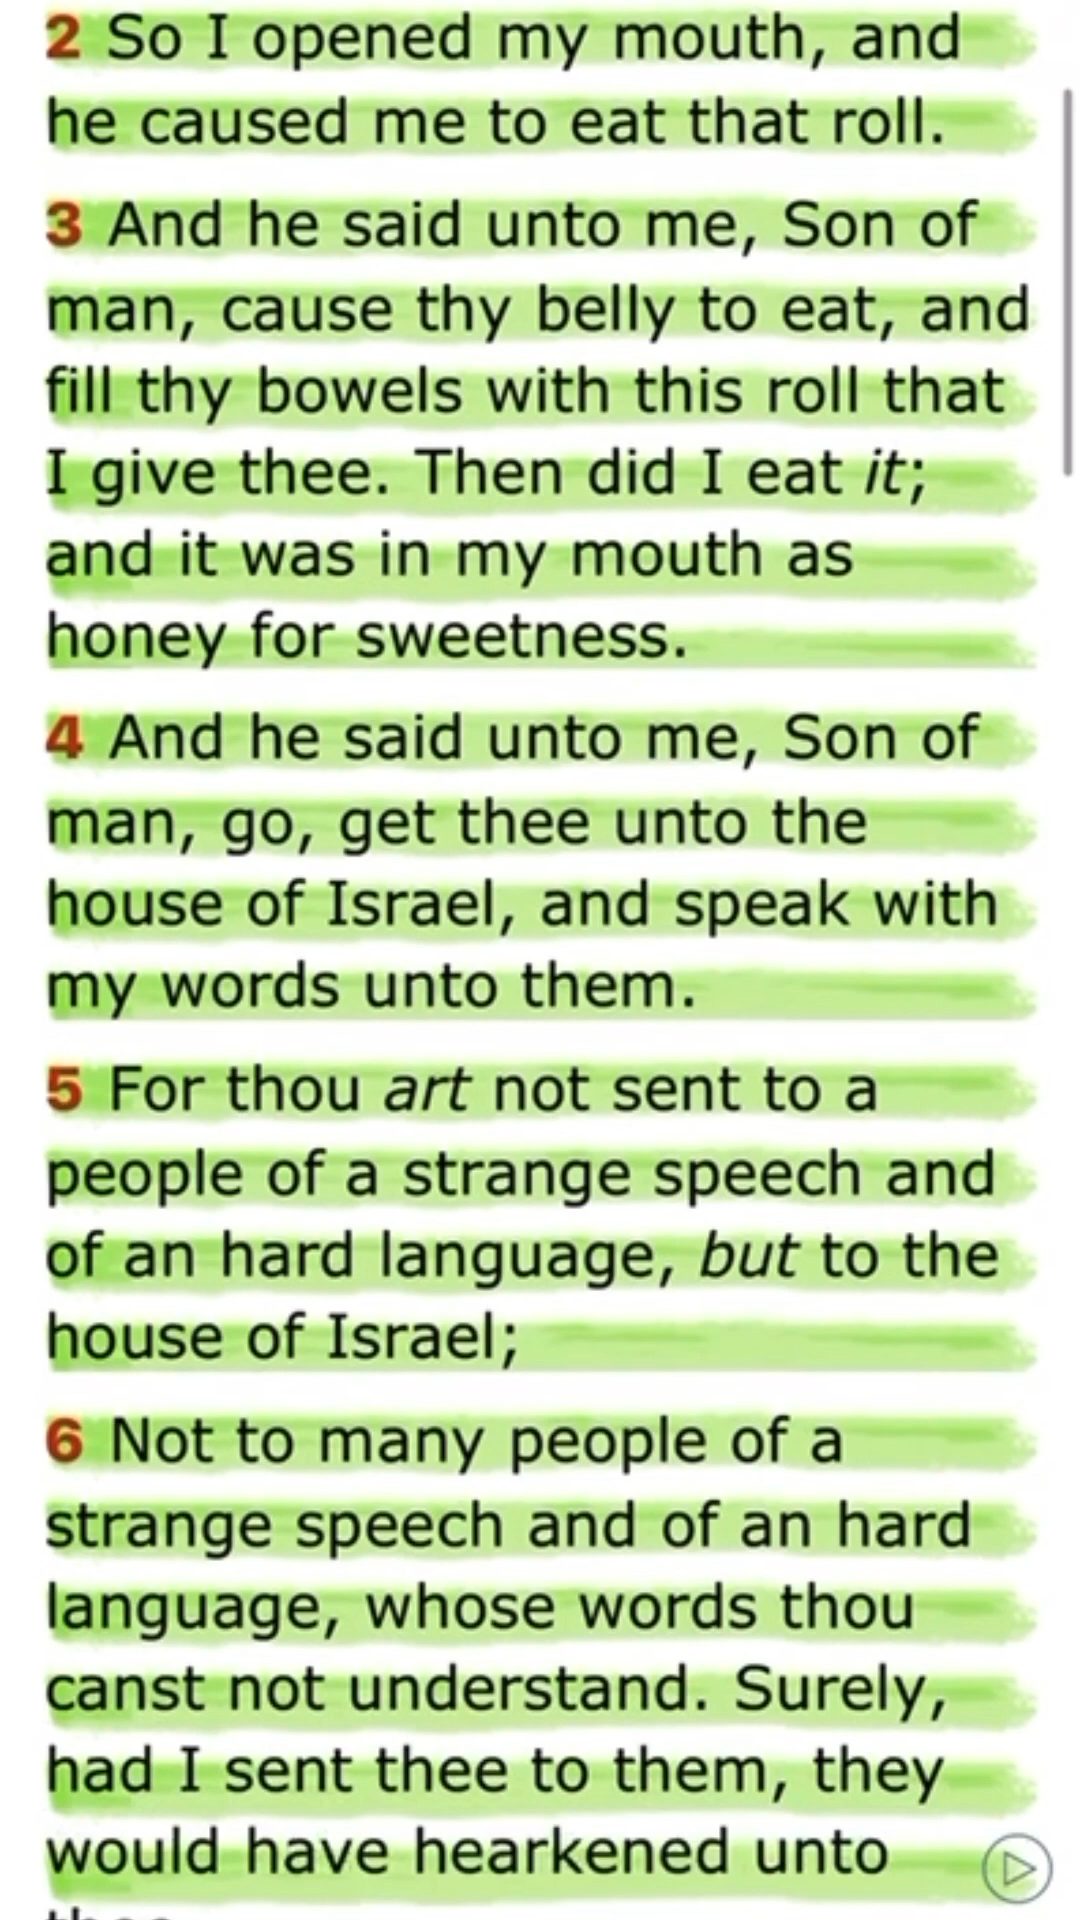 2 So I opened my mouth, and
he caused me to eat that roll.
3 And he said unto me, Son of
man, cause thy belly to eat, and
fill thy bowels with this roll that
I give thee. Then did I eat it;
and it was in my mouth as
honey for sweetness.
4 And he said unto me, Son of
man, go, get thee unto the
house of Israel, and speak with
my words unto them.
5 For thou art not sent to a
people of a strange speech and
of an hard language, but to the
house of Israel;
6 Not to many people of a
strange speech and of an hard
language, whose words thou
canst not understand. Surely,
had I sent thee to them, they
would have hearkened unto